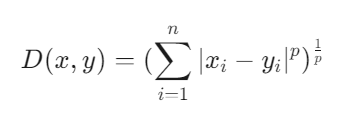 D(x, y) = (∑_{i=1}^{n} |x_i − y_i|^p)^{1/p}